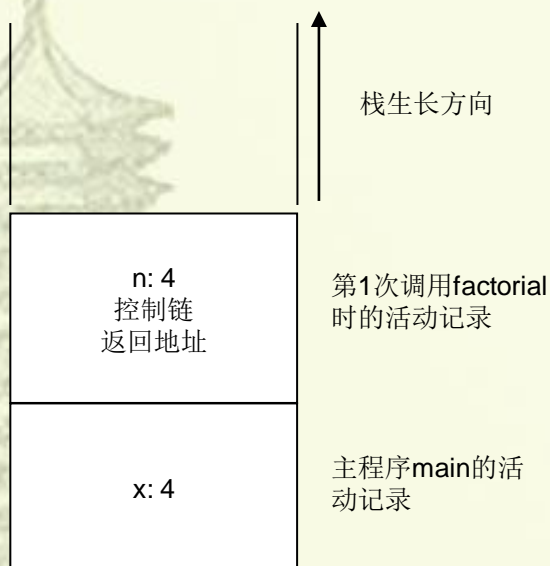 栈生长方向
n: 4
控制链
返回地址
第1次调用factorial
时的活动记录
x: 4
主程序main的活
动记录